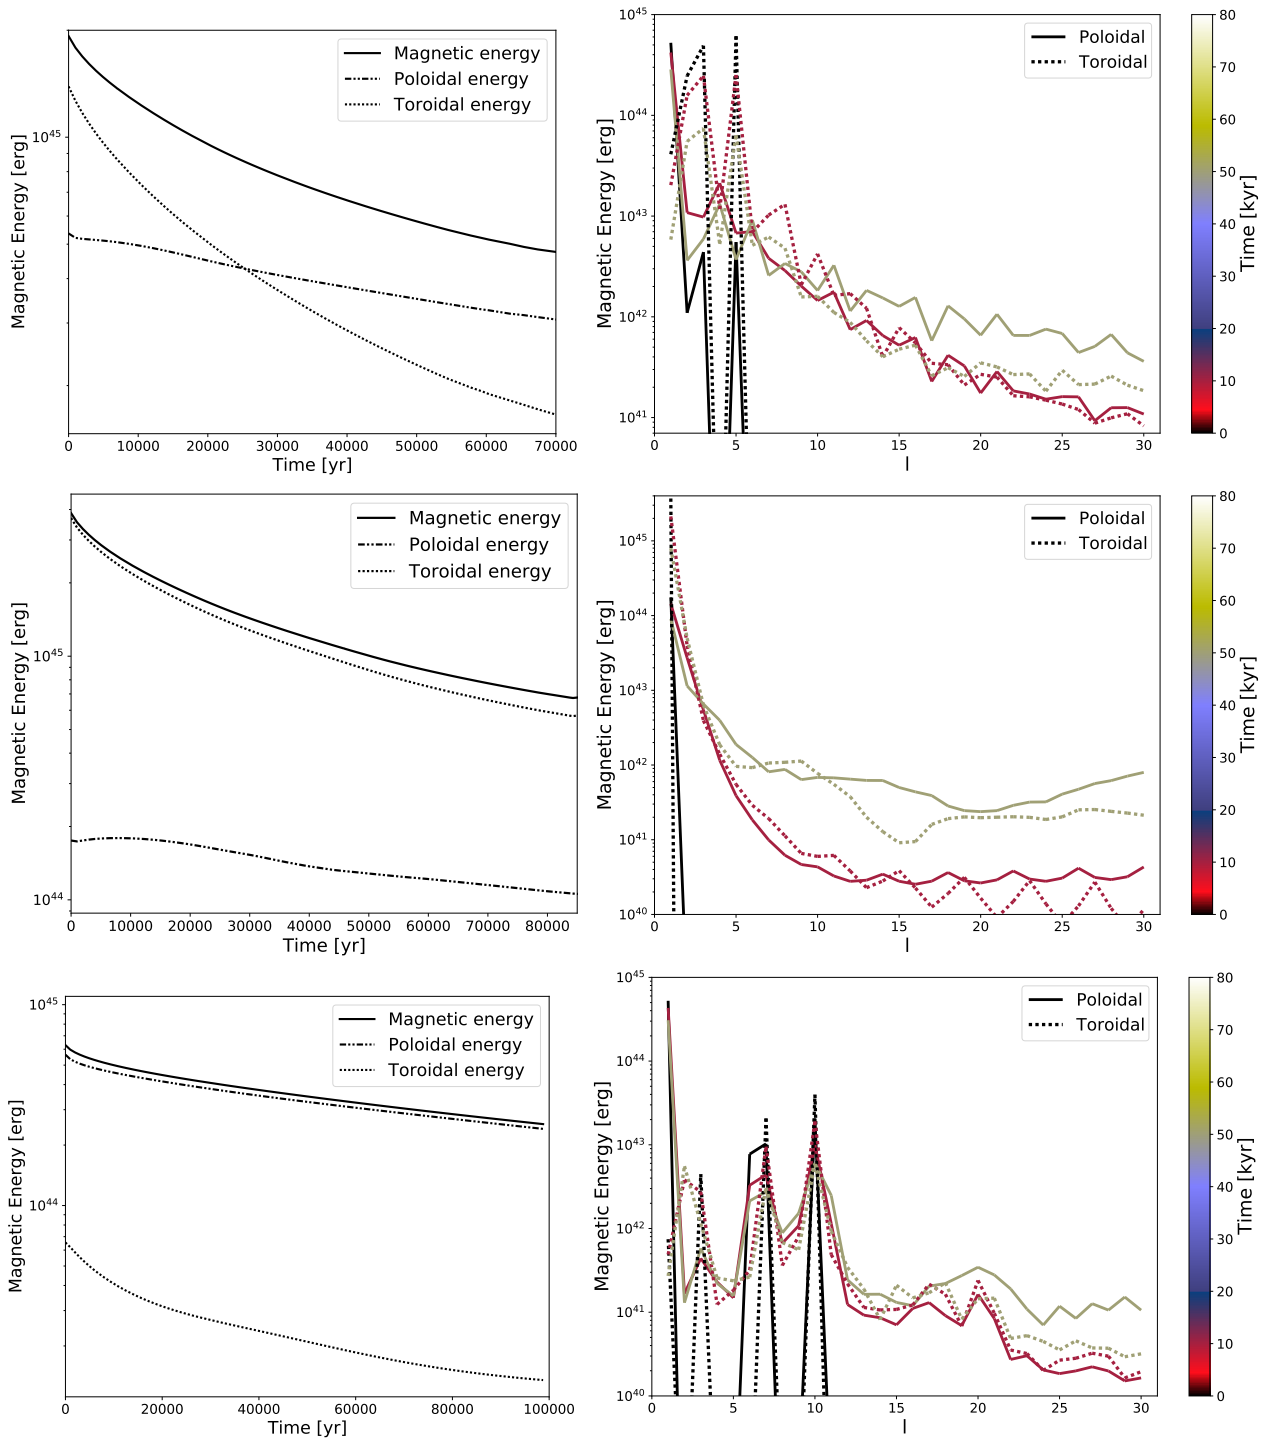 Magnetic energy
Poloidal energy
Toroidal energy
10^45
Magnetic Energy [erg]
0 10000 20000 30000 40000 50000 60000 70000
Time [yr]
Poloidal
Toroidal
10^45
10^44
10^43
10^42
10^41
Magnetic Energy [erg]
0 5 10 15 20 25 30
l
80
70
60
50
40
30
20
10
0
Time [kyr]
Magnetic energy
Poloidal energy
Toroidal energy
10^45
10^44
Magnetic Energy [erg]
0 10000 20000 30000 40000 50000 60000 70000 80000
Time [yr]
Poloidal
Toroidal
10^45
10^44
10^43
10^42
10^41
10^40
Magnetic Energy [erg]
0 5 10 15 20 25 30
l
80
70
60
50
40
30
20
10
0
Time [kyr]
Magnetic energy
Poloidal energy
Toroidal energy
10^45
10^44
Magnetic Energy [erg]
0 20000 40000 60000 80000 100000
Time [yr]
Poloidal
Toroidal
10^45
10^44
10^43
10^42
10^41
10^40
Magnetic Energy [erg]
0 5 10 15 20 25 30
l
80
70
60
50
40
30
20
10
0
Time [kyr]